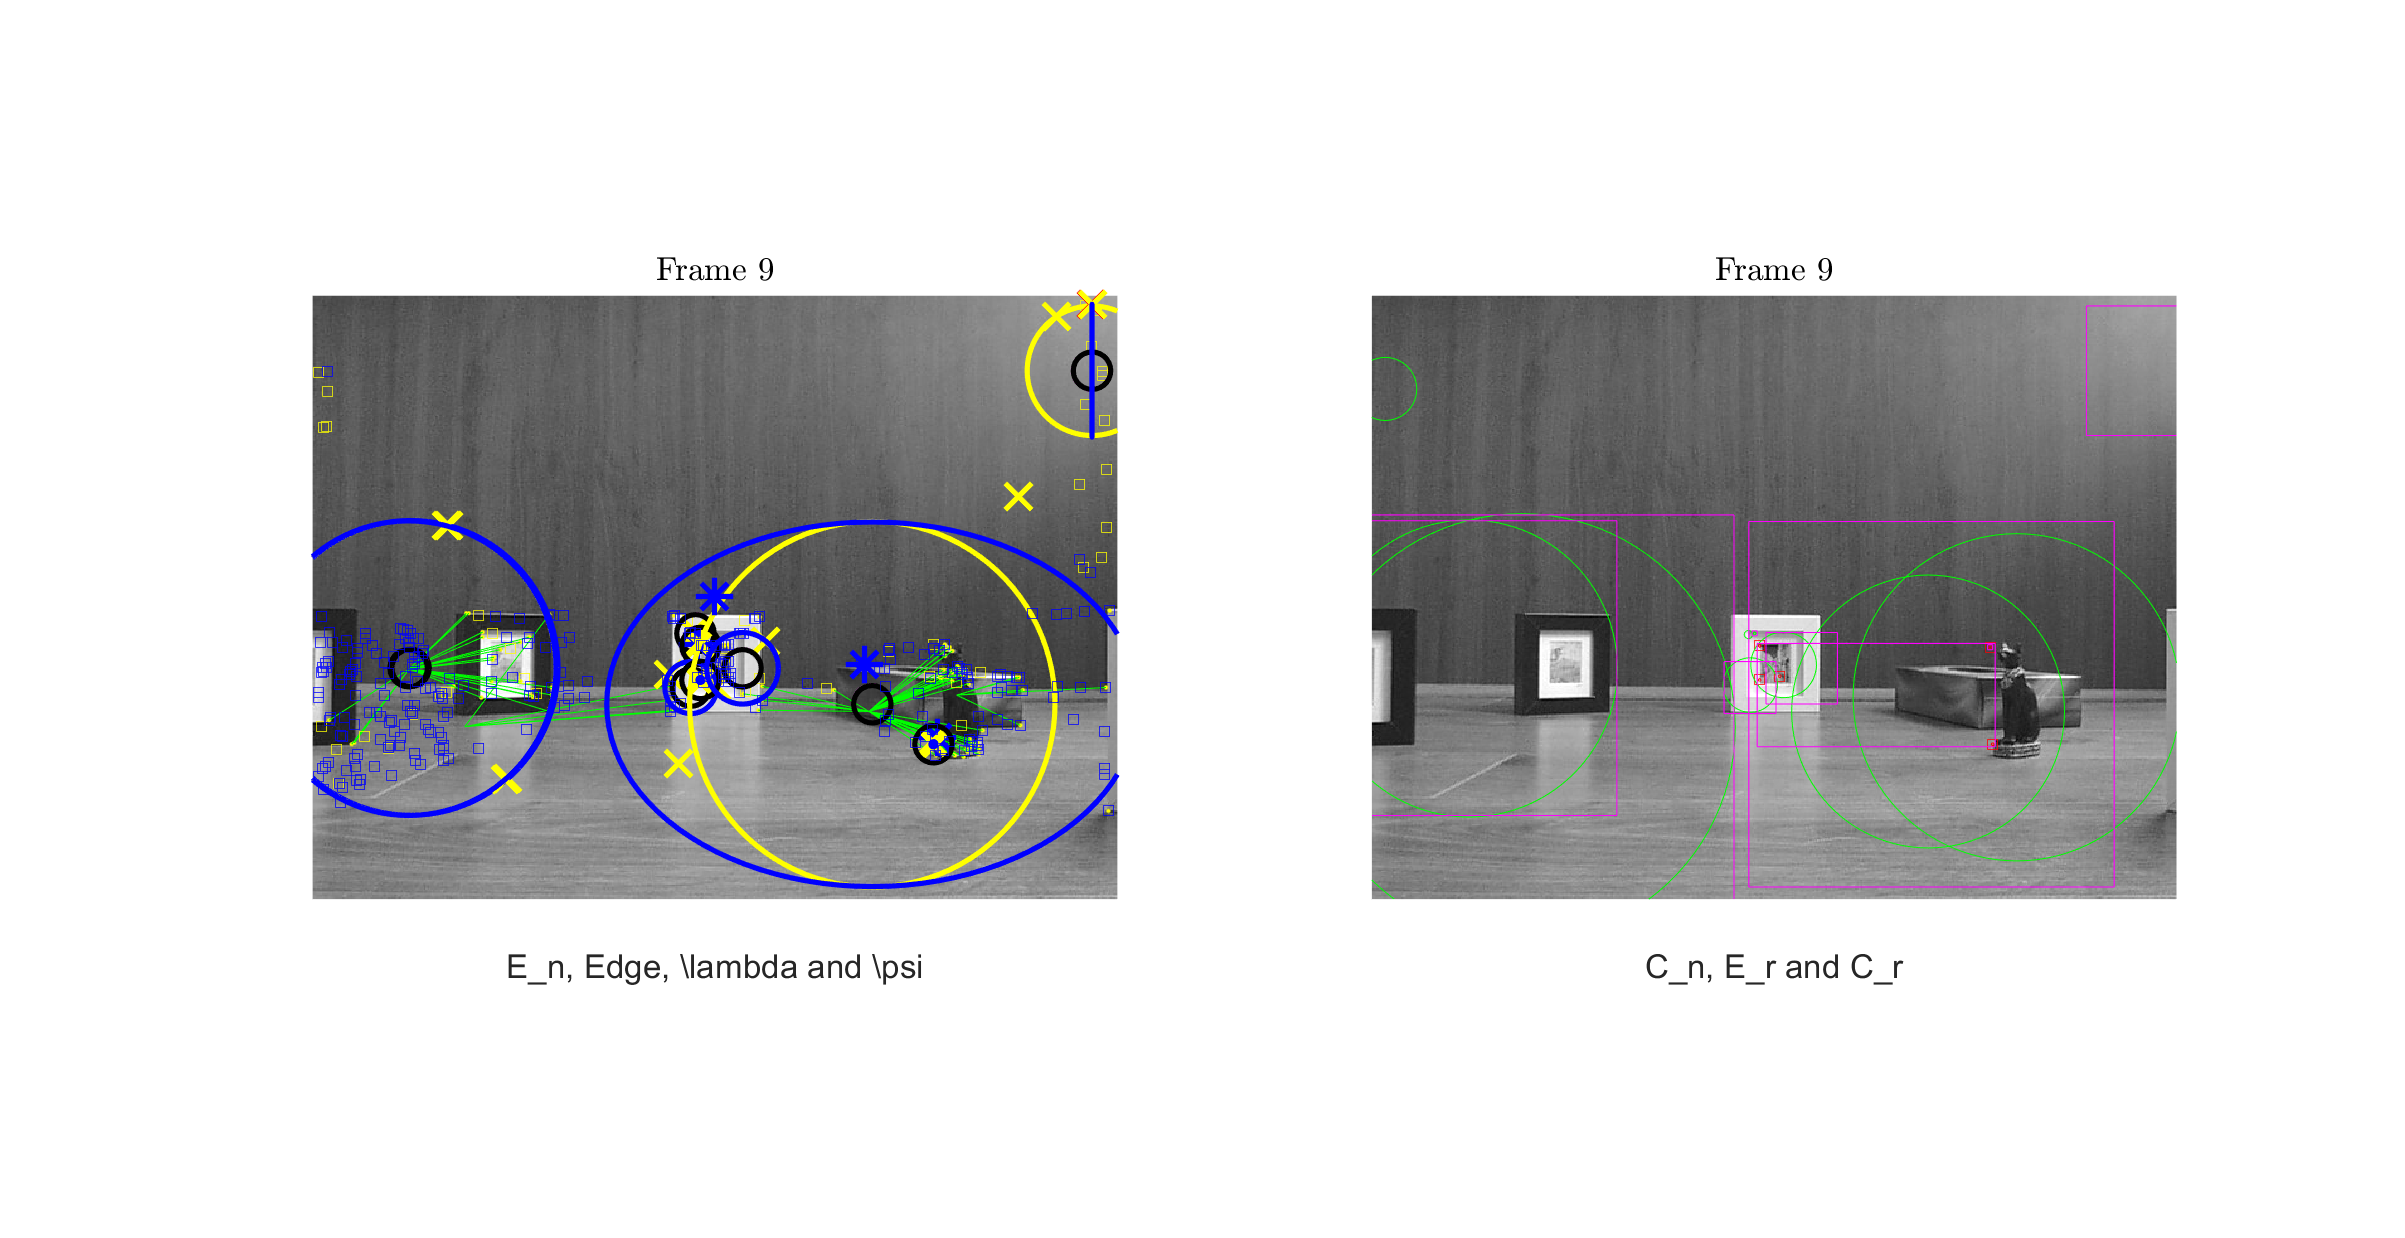 Frame 9
Frame 9
E_n, Edge, \lambda and \psi
C_n, E_r and C_r